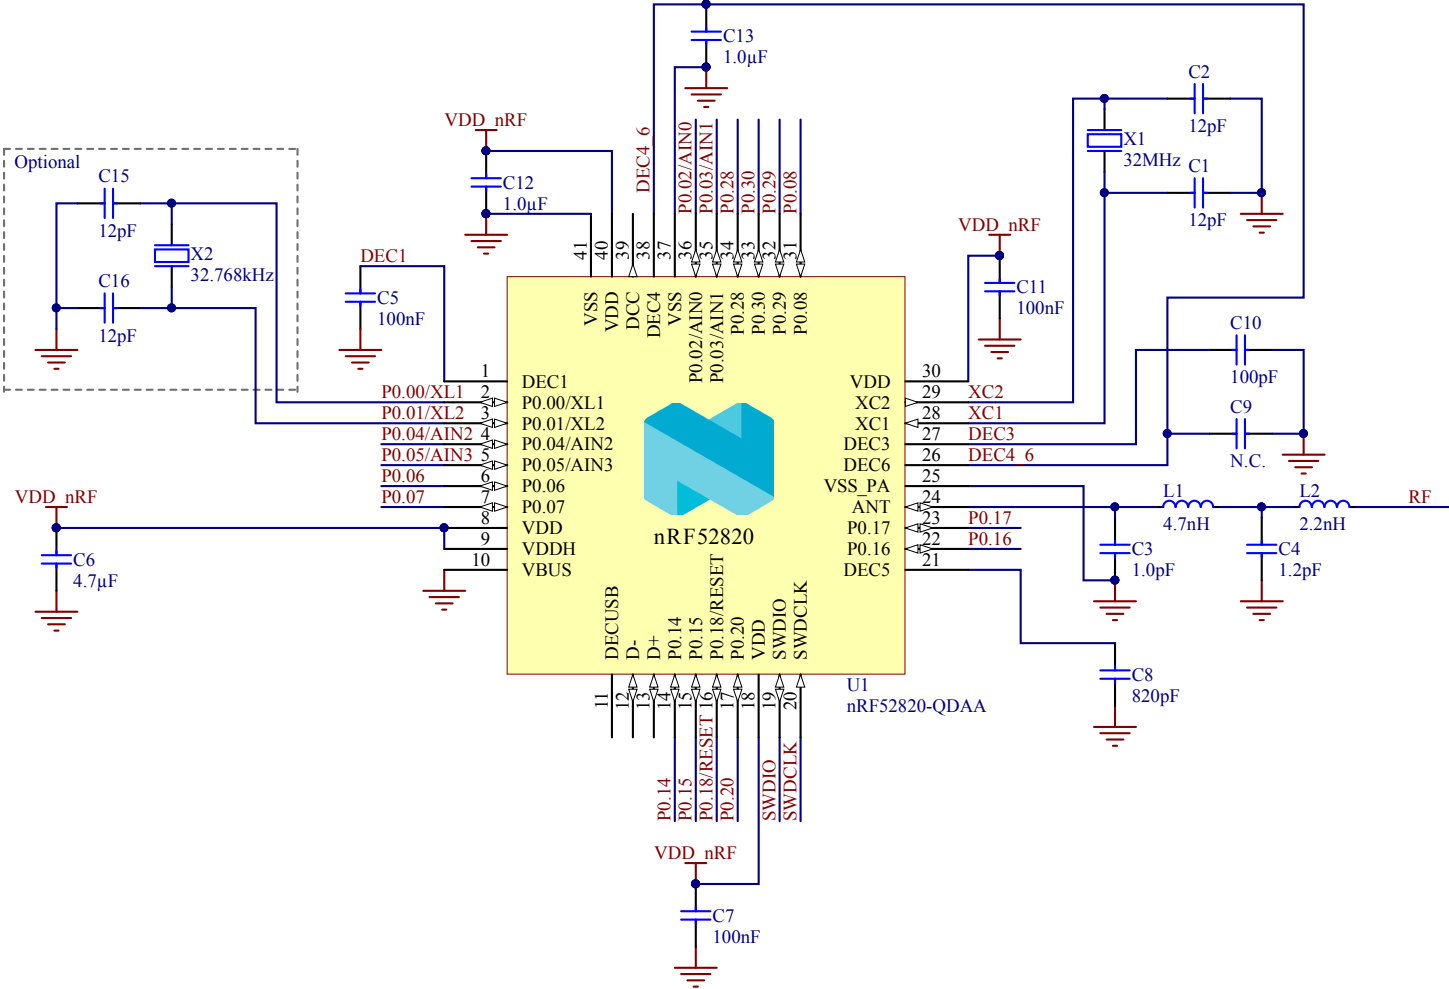 C13
1.0µF
VDD_nRF
C12
1.0µF
DEC4_6
P0.02/AIN0
P0.03/AIN1
P0.28
P0.30
P0.29
P0.08
C2
12pF
X1
32MHz
C1
12pF
Optional
C15
12pF
X2
32.768kHz
C16
12pF
DEC1
C5
100nF
VDD_nRF
C11
100nF
C10
100pF
C9
N.C.
41
40
39
38
37
36
35
34
33
32
31
VSS
VDD
DCC
DEC4
VSS
P0.02/AIN0
P0.03/AIN1
P0.28
P0.30
P0.29
P0.08
1
DEC1
P0.00/XL1
2
P0.00/XL1
P0.01/XL2
3
P0.01/XL2
P0.04/AIN2
4
P0.04/AIN2
P0.05/AIN3
5
P0.05/AIN3
P0.06
6
P0.06
P0.07
7
P0.07
8
VDD
9
VDDH
10
VBUS
VDD
30
XC2
29
XC2
XC1
28
XC1
DEC3
27
DEC3
DEC6
26
DEC4_6
VSS_PA
25
ANT
24
P0.17
23
P0.17
P0.16
22
P0.16
DEC5
21
nRF52820
VDD_nRF
C6
4.7µF
L1
4.7nH
L2
2.2nH
RF
C3
1.0pF
C4
1.2pF
C8
820pF
DECUSB
D-
D+
P0.14
P0.15
P0.18/RESET
P0.20
VDD
SWDIO
SWDCLK
11
12
13
14
15
16
17
18
19
20
U1
nRF52820-QDAA
P0.14
P0.15
P0.18/RESET
P0.20
SWDIO
SWDCLK
VDD_nRF
C7
100nF